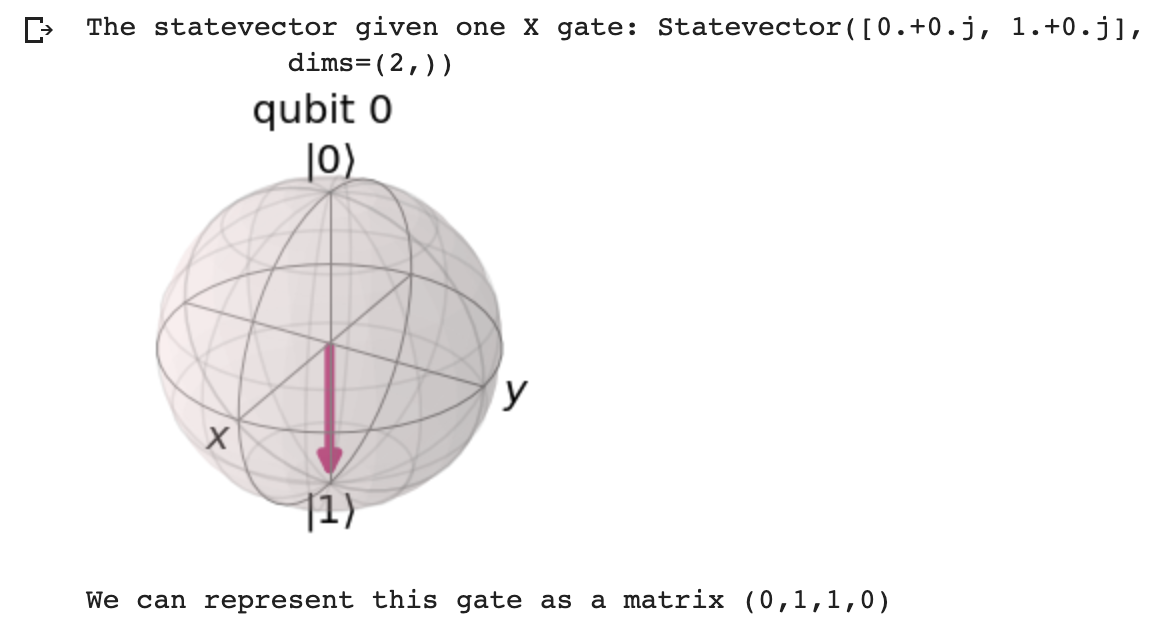 The statevector given one X gate: Statevector([0.+0.j, 1.+0.j],
dims=(2,))
qubit 0
|0⟩
y
x
|1⟩
We can represent this gate as a matrix (0,1,1,0)